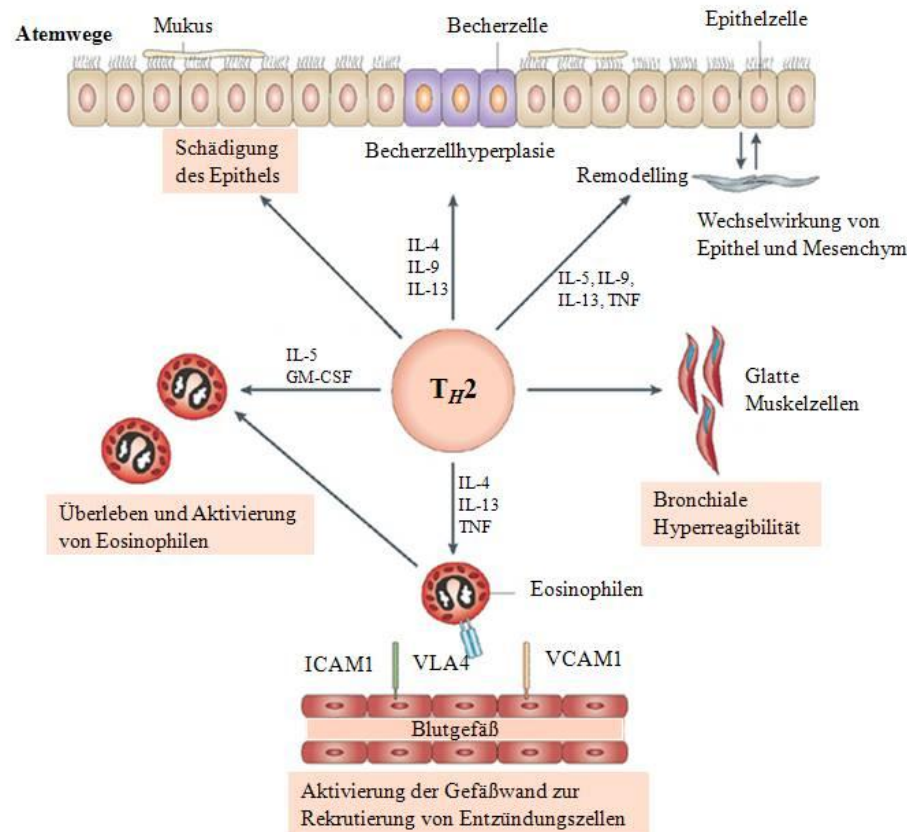 Atemwege
Mukus
Becherzelle
Epithelzelle
Schädigung
des Epithels
Becherzellhyperplasie
Remodelling
Wechselwirkung von
Epithel und Mesenchym
IL-4
IL-9
IL-13
IL-5, IL-9,
IL-13, TNF
IL-5
GM-CSF
TH2
Glatte
Muskelzellen
Überleben und Aktivierung
von Eosinophilen
IL-4
IL-13
TNF
Bronchiale
Hyperreagibilität
Eosinophilen
ICAM1
VLA4
VCAM1
Blutgefäß
Aktivierung der Gefäßwand zur
Rekrutierung von Entzündungszellen